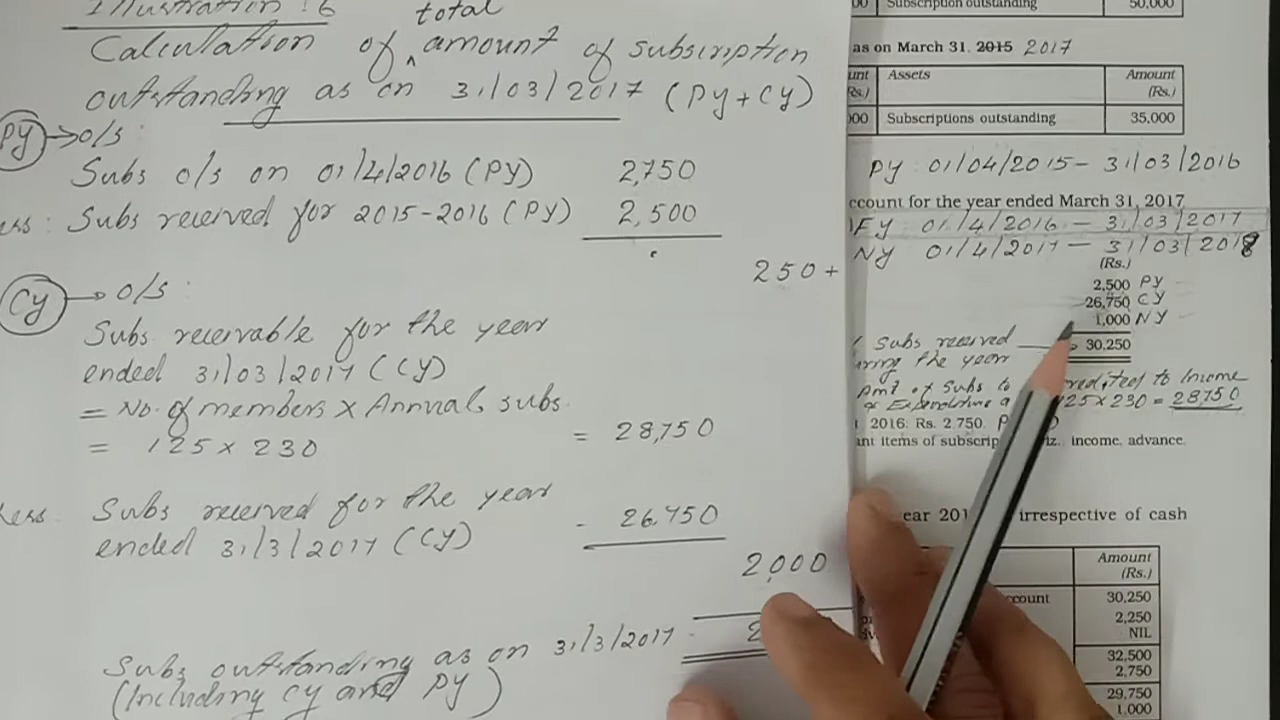 Illustration : 6
total
Calculation of ^ amount of subscription
outstanding as on 31/03/2017 (PY+CY)
PY → o/s :
Subs o/s on 01/4/2016 (PY) 2,750
Less : Subs received for 2015-2016 (PY) 2,500
250 +
CY → o/s :
Subs receivable for the year
ended 31/03/2017 (CY)
= No. of members × Annual subs.
= 125 × 230 = 28,750
Less. Subs received for the year
ended 31/3/2017 (CY) - 26,750
2,000
Subs outstanding as on 31/3/2017
(Including CY and PY)
Subscription outstanding 50,000
as on March 31, 2015 2017
Assets Amount
(Rs.)
Subscriptions outstanding 35,000
PY 01/04/2015 - 31/03/2016
ccount for the year ended March 31, 2017
FY 01/4/2016 - 31/03/2017
NY 01/4/2017 - 31/03/2018
(Rs.)
2,500 PY
26,750 CY
1,000 NY
Subs received → 30,250
the year
Amt of Subs to redited to Income
Expenditure 125 × 230 = 28,750
2016: Rs. 2,750.
items of income, advance.
ear irrespective of cash
Amount
(Rs.)
ccount 30,250
2,250
NIL
32,500
2,750
29,750
1,000